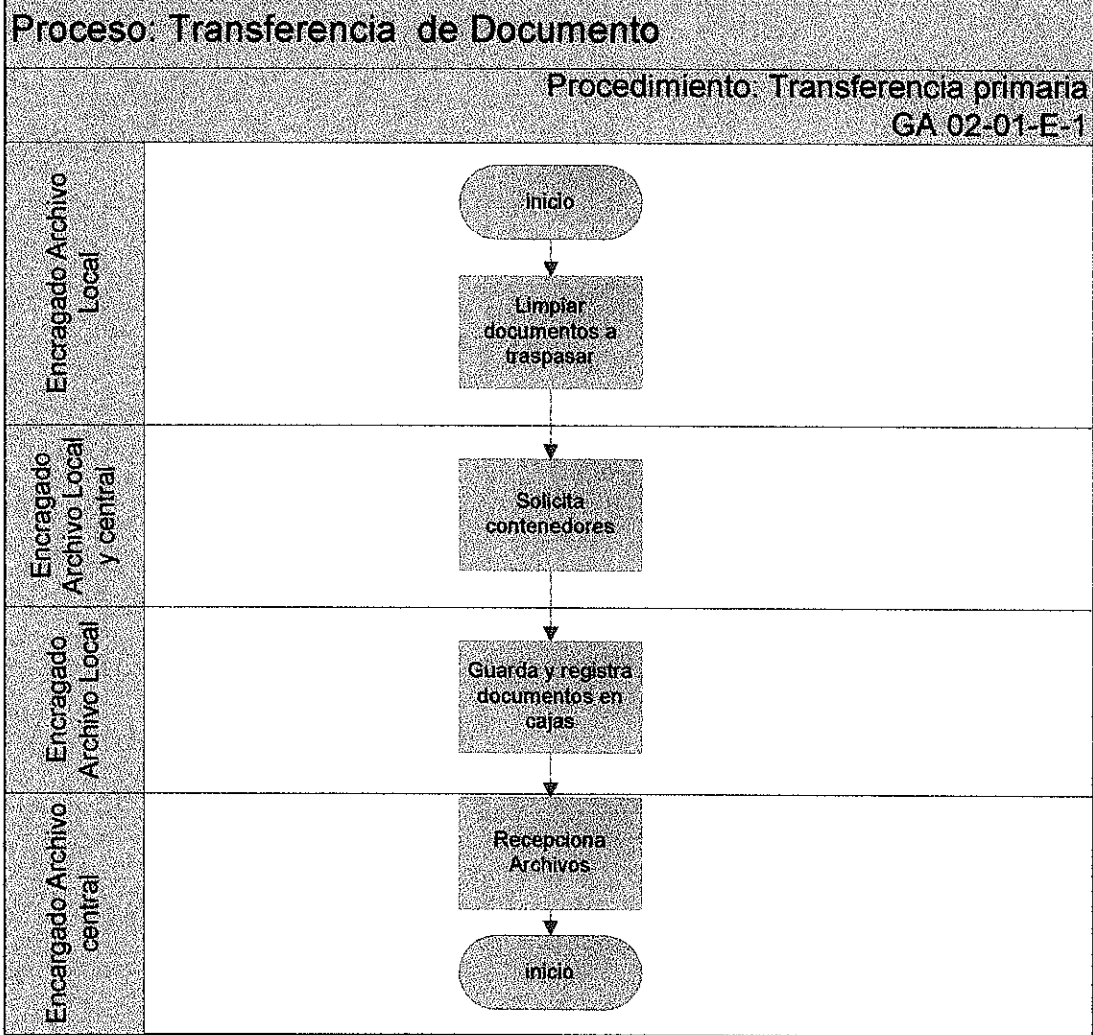 Proceso: Transferencia de Documento
Procedimiento. Transferencia primaria
GA 02-01-E-1
Encragado Archivo
Local
inicio
Limpiar
documentos a
traspasar
Encragado
Archivo Local
y central
Solicita
contenedores
Encragado
Archivo Local
Guarda y registra
documentos en
cajas
Encargado Archivo
central
Recepciona
Archivos
inicio